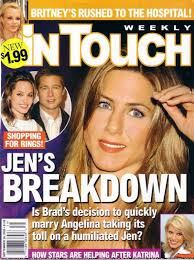 BRITNEY'S RUSHED TO THE HOSPITAL!
NEW
$1.99
WEEKLY
iN TOUCH
SHOPPING
FOR RINGS!
JEN'S
BREAKDOWN
Is Brad's decision to quickly
marry Angelina taking its
toll on a humiliated Jen?
HOW STARS ARE HELPING AFTER KATRINA